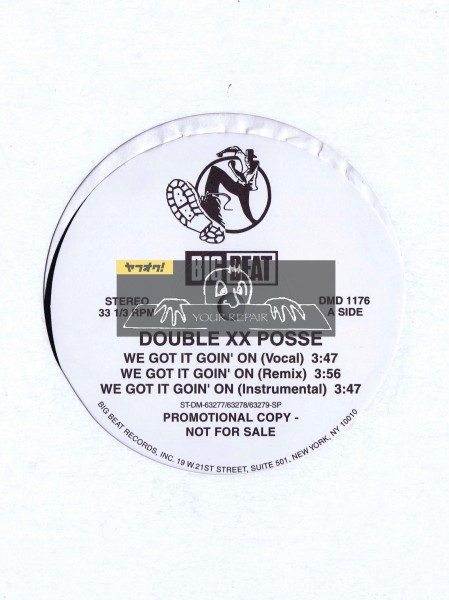 BIG BEAT
ヤフオク!
STEREO
33 1/3 RPM
DMD 1176
A SIDE
YOUR REPAIR
DOUBLE XX POSSE
WE GOT IT GOIN' ON (Vocal) 3:47
WE GOT IT GOIN' ON (Remix) 3:56
WE GOT IT GOIN' ON (Instrumental) 3:47
ST-DM-63277/63278/63279-SP
PROMOTIONAL COPY -
NOT FOR SALE
BIG BEAT RECORDS, INC. 19 W.21ST STREET, SUITE 501, NEW YORK, NY 10010